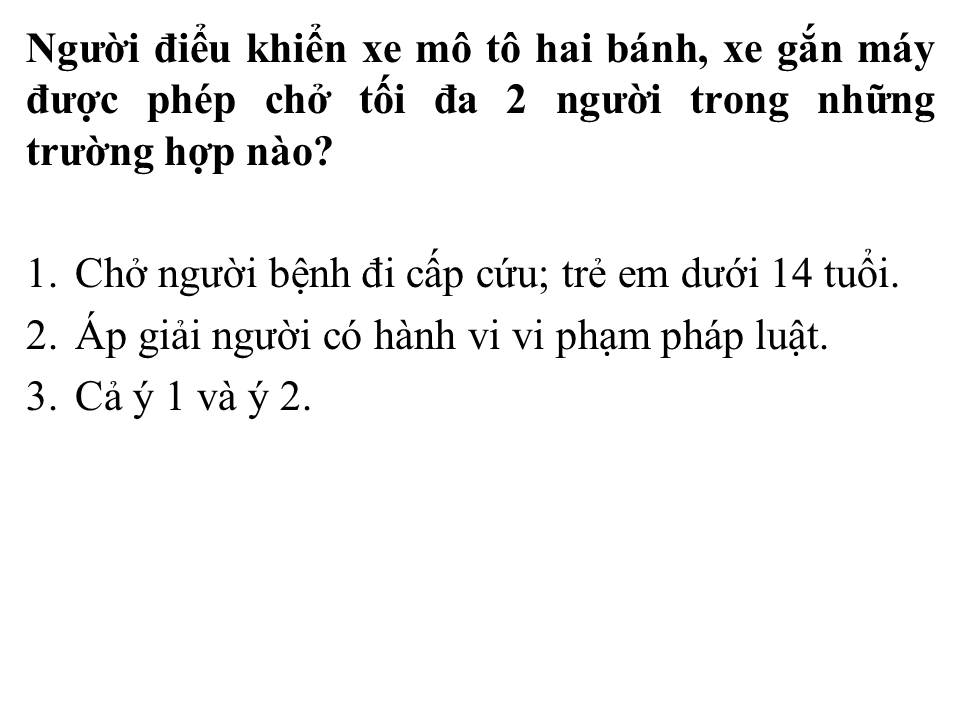 Người điểu khiển xe mô tô hai bánh, xe gắn máy
được phép chở tối đa 2 người trong những
trường hợp nào?
1. Chở người bệnh đi cấp cứu; trẻ em dưới 14 tuổi.
2. Áp giải người có hành vi vi phạm pháp luật.
3. Cả ý 1 và ý 2.